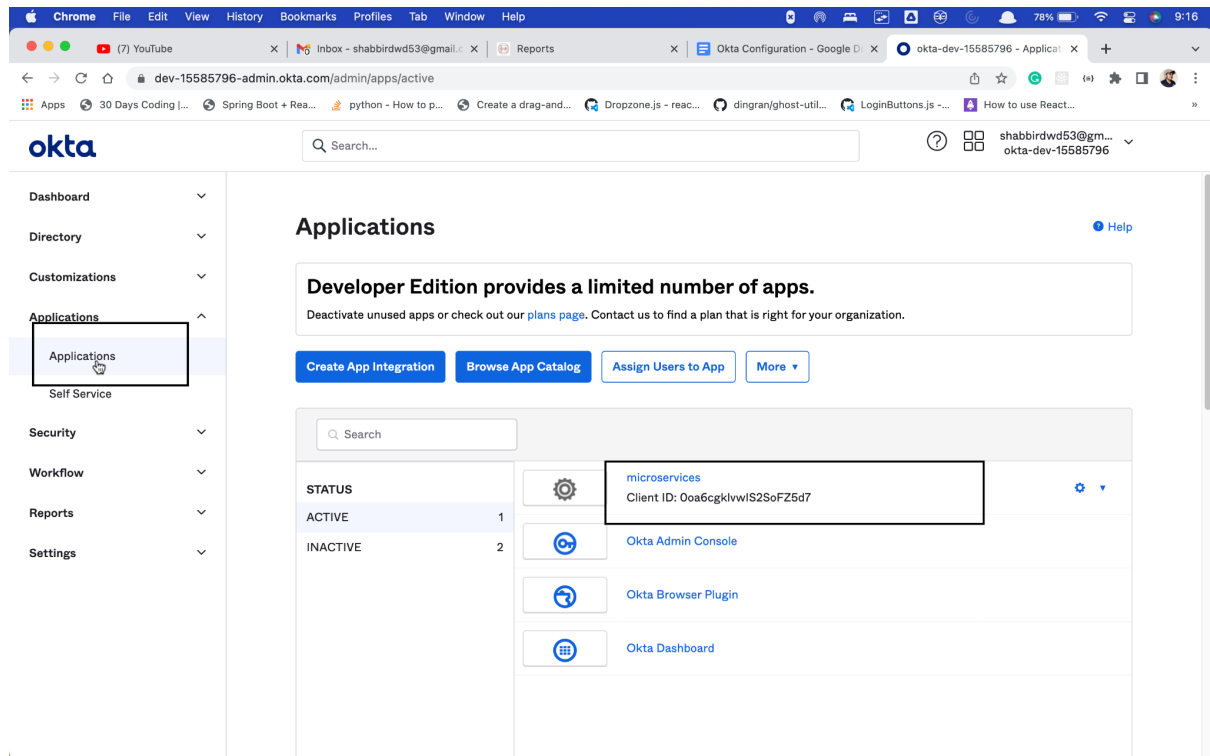 Chrome File Edit View History Bookmarks Profiles Tab Window Help 78% 9:16
(7) YouTube
Inbox - shabbirdwd53@gmail.c
Reports
Okta Configuration - Google D
okta-dev-15585796 - Applicat
dev-15585796-admin.okta.com/admin/apps/active
Apps 30 Days Coding |... Spring Boot + Rea... python - How to p... Create a drag-and... Dropzone.js - reac... dingran/ghost-util... LoginButtons.js -... How to use React... »
okta
Search...
shabbirdwd53@gm...
okta-dev-15585796
Dashboard
Directory
Customizations
Applications
Applications
Self Service
Security
Workflow
Reports
Settings
Applications
Help
Developer Edition provides a limited number of apps.
Deactivate unused apps or check out our plans page. Contact us to find a plan that is right for your organization.
Create App Integration
Browse App Catalog
Assign Users to App
More
Search
STATUS
ACTIVE 1
INACTIVE 2
microservices
Client ID: 0oa6cgklvwIS2SoFZ5d7
Okta Admin Console
Okta Browser Plugin
Okta Dashboard